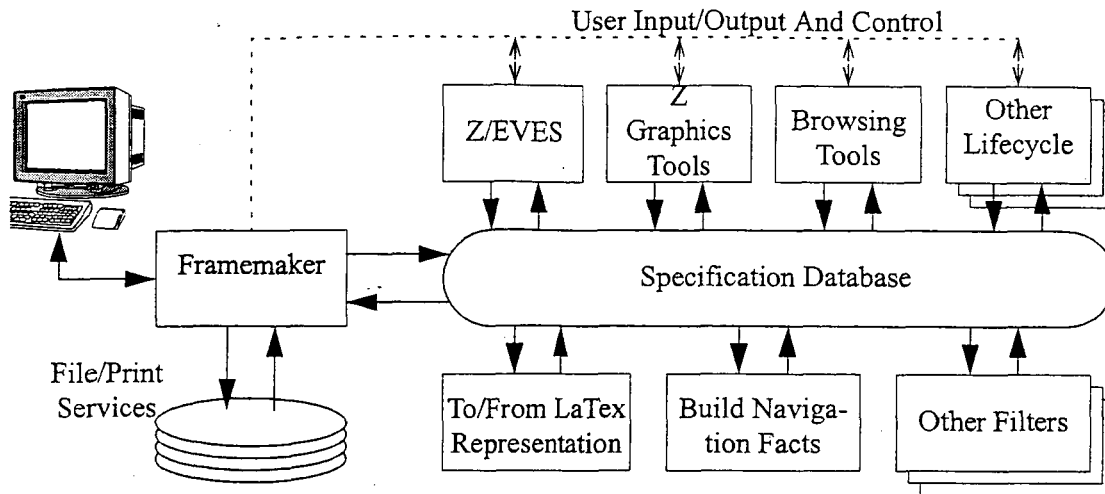 User Input/Output And Control
Z/EVES
Z
Graphics
Tools
Browsing
Tools
Other
Lifecycle
Framemaker
Specification Database
File/Print
Services
To/From LaTex
Representation
Build Naviga-
tion Facts
Other Filters